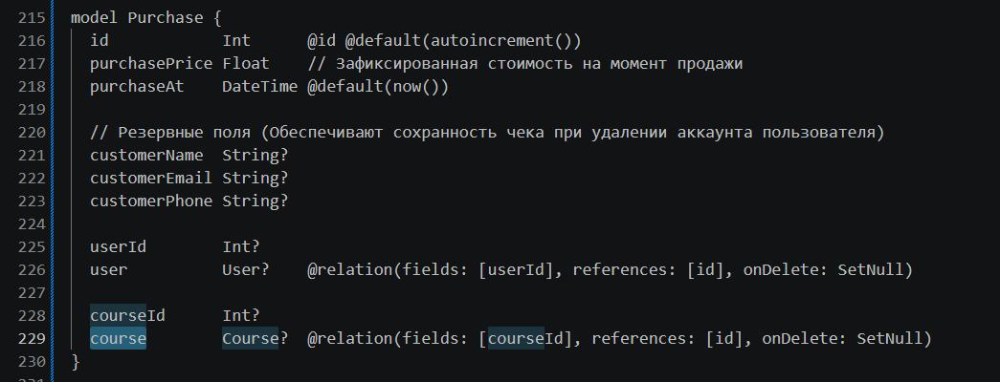 215 model Purchase {
216   id            Int      @id @default(autoincrement())
217   purchasePrice Float    // Зафиксированная стоимость на момент продажи
218   purchaseAt    DateTime @default(now())
219
220   // Резервные поля (Обеспечивают сохранность чека при удалении аккаунта пользователя)
221   customerName  String?
222   customerEmail String?
223   customerPhone String?
224
225   userId        Int?
226   user          User?    @relation(fields: [userId], references: [id], onDelete: SetNull)
227
228   courseId      Int?
229   course        Course?  @relation(fields: [courseId], references: [id], onDelete: SetNull)
230 }
231